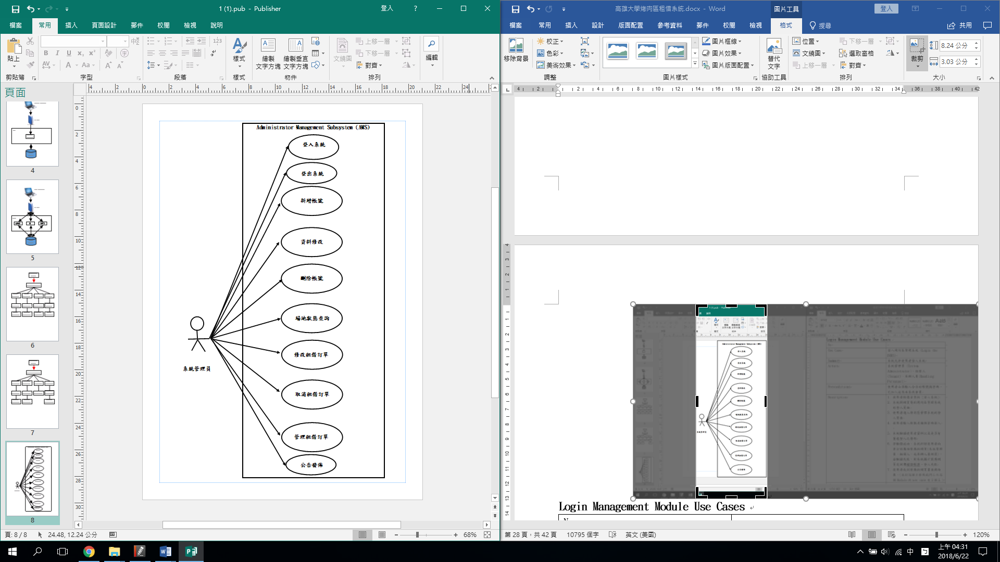 1 (1).pub - Publisher
登入
?
檔案 常用 插入 頁面設計 郵件 校閱 檢視 說明
貼上
剪貼簿
字型
段落
樣式
樣式
繪製
文字方塊
繪製垂直
文字方塊
物件
文繞圖
上移一層
下移一層
對齊
排列
編輯
高雄大學烤肉區租借系統.docx - Word
圖片工具
登入
檔案 常用 插入 設計 版面配置 參考資料 郵件 校閱 檢視 格式 搜尋 共用
移除背景
校正
色彩
美術效果
調整
圖片樣式
圖片框線
圖片效果
圖片版面配置
替代
文字
協助工具
位置
文繞圖
上移一層
下移一層
選取窗格
對齊
排列
裁剪
8.24 公分
3.03 公分
大小
頁面
4
5
6
7
8
Administrator Management Subsystem (AMS)
登入系統
登出系統
新增帳號
資料修改
刪除帳號
場地狀態查詢
修改租借訂單
取消租借訂單
管理租借訂單
公告發佈
系統管理員
Login Management Module Use Cases
頁: 8 / 8
24.48, 12.24 公分
68%
第 28 頁，共 42 頁
10795 個字
英文 (美國)
120%
中
上午 04:31
2018/6/22